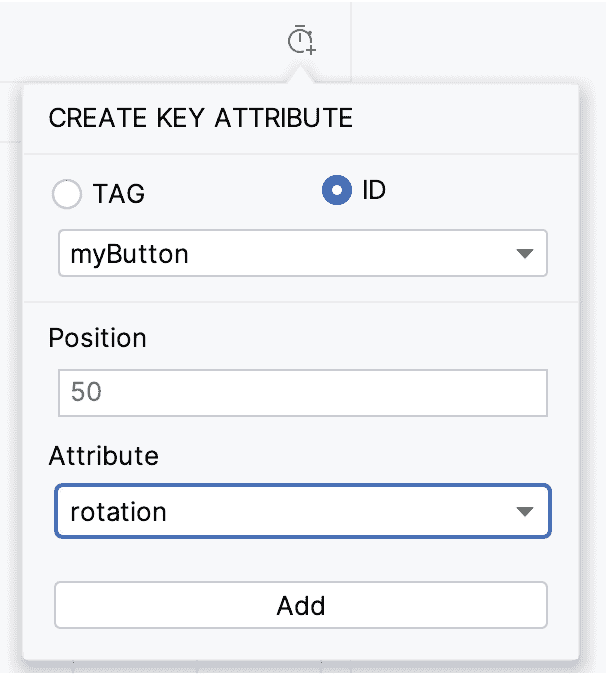 CREATE KEY ATTRIBUTE
TAG ID
myButton
Position
50
Attribute
rotation
Add